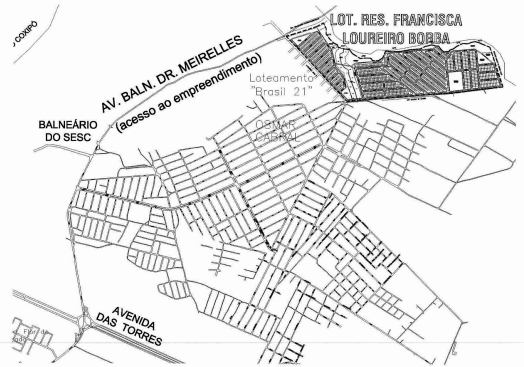 LOT. RES. FRANCISCA
LOUREIRO BORBA
COXIPÓ
AV. BALN. DR. MEIRELLES
(acesso ao empreendimento)
Loteamento
"Brasil 21"
OSMAR
CABRAL
BALNEÁRIO
DO SESC
AVENIDA
DAS TORRES